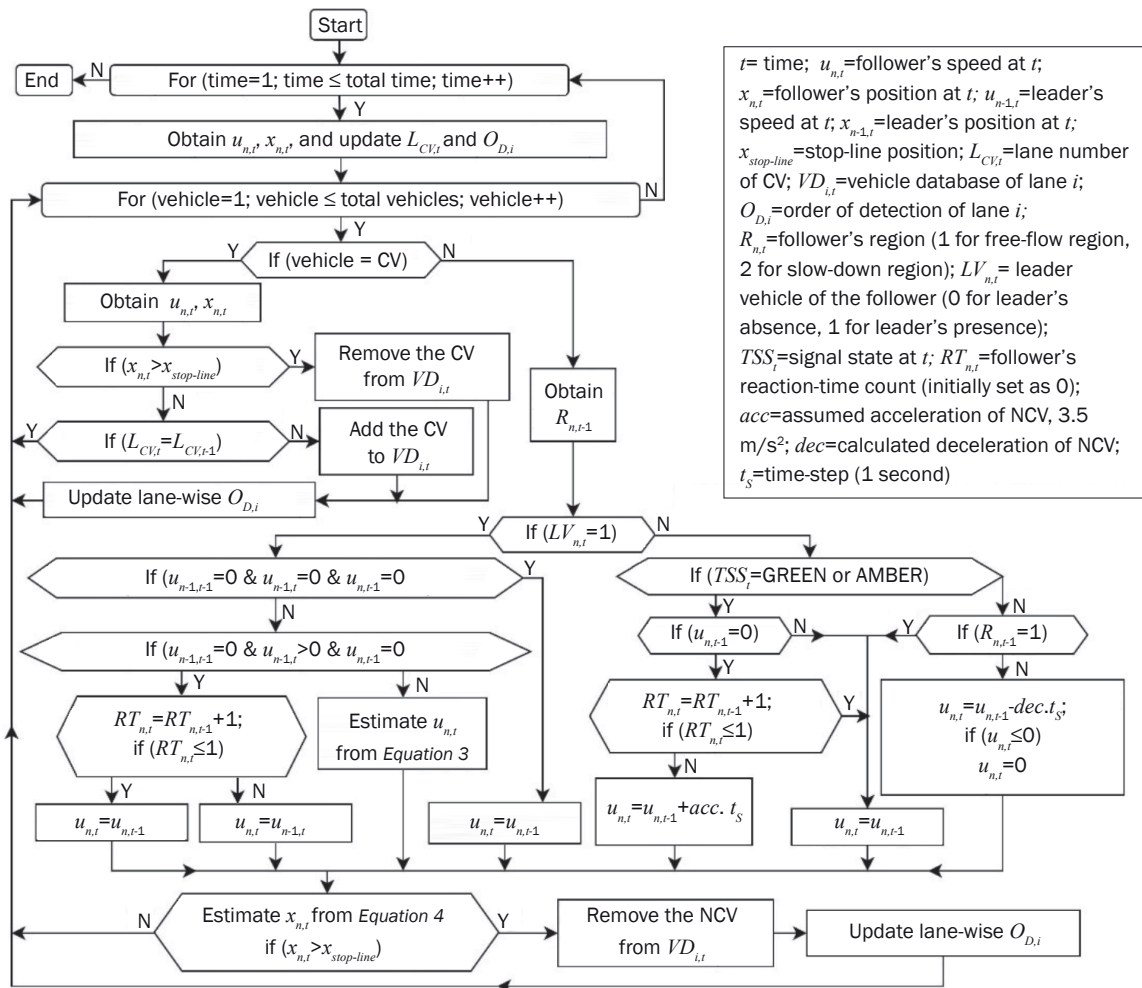 Start
End
N
For (time=1; time ≤ total time; time++)
Y
Obtain u_{n,t}, x_{n,t}, and update L_{CV,t} and O_{D,i}
For (vehicle=1; vehicle ≤ total vehicles; vehicle++)
N
Y
Y
If (vehicle = CV)
N
Obtain u_{n,t}, x_{n,t}
If (x_{n,t}>x_{stop-line})
Y
Remove the CV
from VD_{i,t}
N
Y
If (L_{CV,t}=L_{CV,t-1})
N
Add the CV
to VD_{i,t}
Update lane-wise O_{D,i}
Obtain
R_{n,t-1}
Y
If (LV_{n,t}=1)
N
If (u_{n-1,t-1}=0 & u_{n-1,t}=0 & u_{n,t-1}=0
Y
N
If (u_{n-1,t-1}=0 & u_{n-1,t}>0 & u_{n,t-1}=0
Y
N
RT_{n,t}=RT_{n,t-1}+1;
if (RT_{n,t}≤1)
Y
N
u_{n,t}=u_{n,t-1}
u_{n,t}=u_{n-1,t}
Estimate u_{n,t}
from Equation 3
u_{n,t}=u_{n,t-1}
If (TSS_t=GREEN or AMBER)
Y
N
If (u_{n,t-1}=0)
N
Y
If (R_{n,t-1}=1)
Y
N
RT_{n,t}=RT_{n,t-1}+1;
if (RT_{n,t}≤1)
Y
N
u_{n,t}=u_{n,t-1}+acc. t_S
u_{n,t}=u_{n,t-1}
u_{n,t}=u_{n,t-1}-dec.t_S;
if (u_{n,t}≤0)
u_{n,t}=0
N
Estimate x_{n,t} from Equation 4
if (x_{n,t}>x_{stop-line})
Y
Remove the NCV
from VD_{i,t}
Update lane-wise O_{D,i}
t= time; u_{n,t}=follower's speed at t;
x_{n,t}=follower's position at t; u_{n-1,t}=leader's
speed at t; x_{n-1,t}=leader's position at t;
x_{stop-line}=stop-line position; L_{CV,t}=lane number
of CV; VD_{i,t}=vehicle database of lane i;
O_{D,i}=order of detection of lane i;
R_{n,t}=follower's region (1 for free-flow region,
2 for slow-down region); LV_{n,t}= leader
vehicle of the follower (0 for leader's
absence, 1 for leader's presence);
TSS_t=signal state at t; RT_{n,t}=follower's
reaction-time count (initially set as 0);
acc=assumed acceleration of NCV, 3.5
m/s²; dec=calculated deceleration of NCV;
t_S=time-step (1 second)